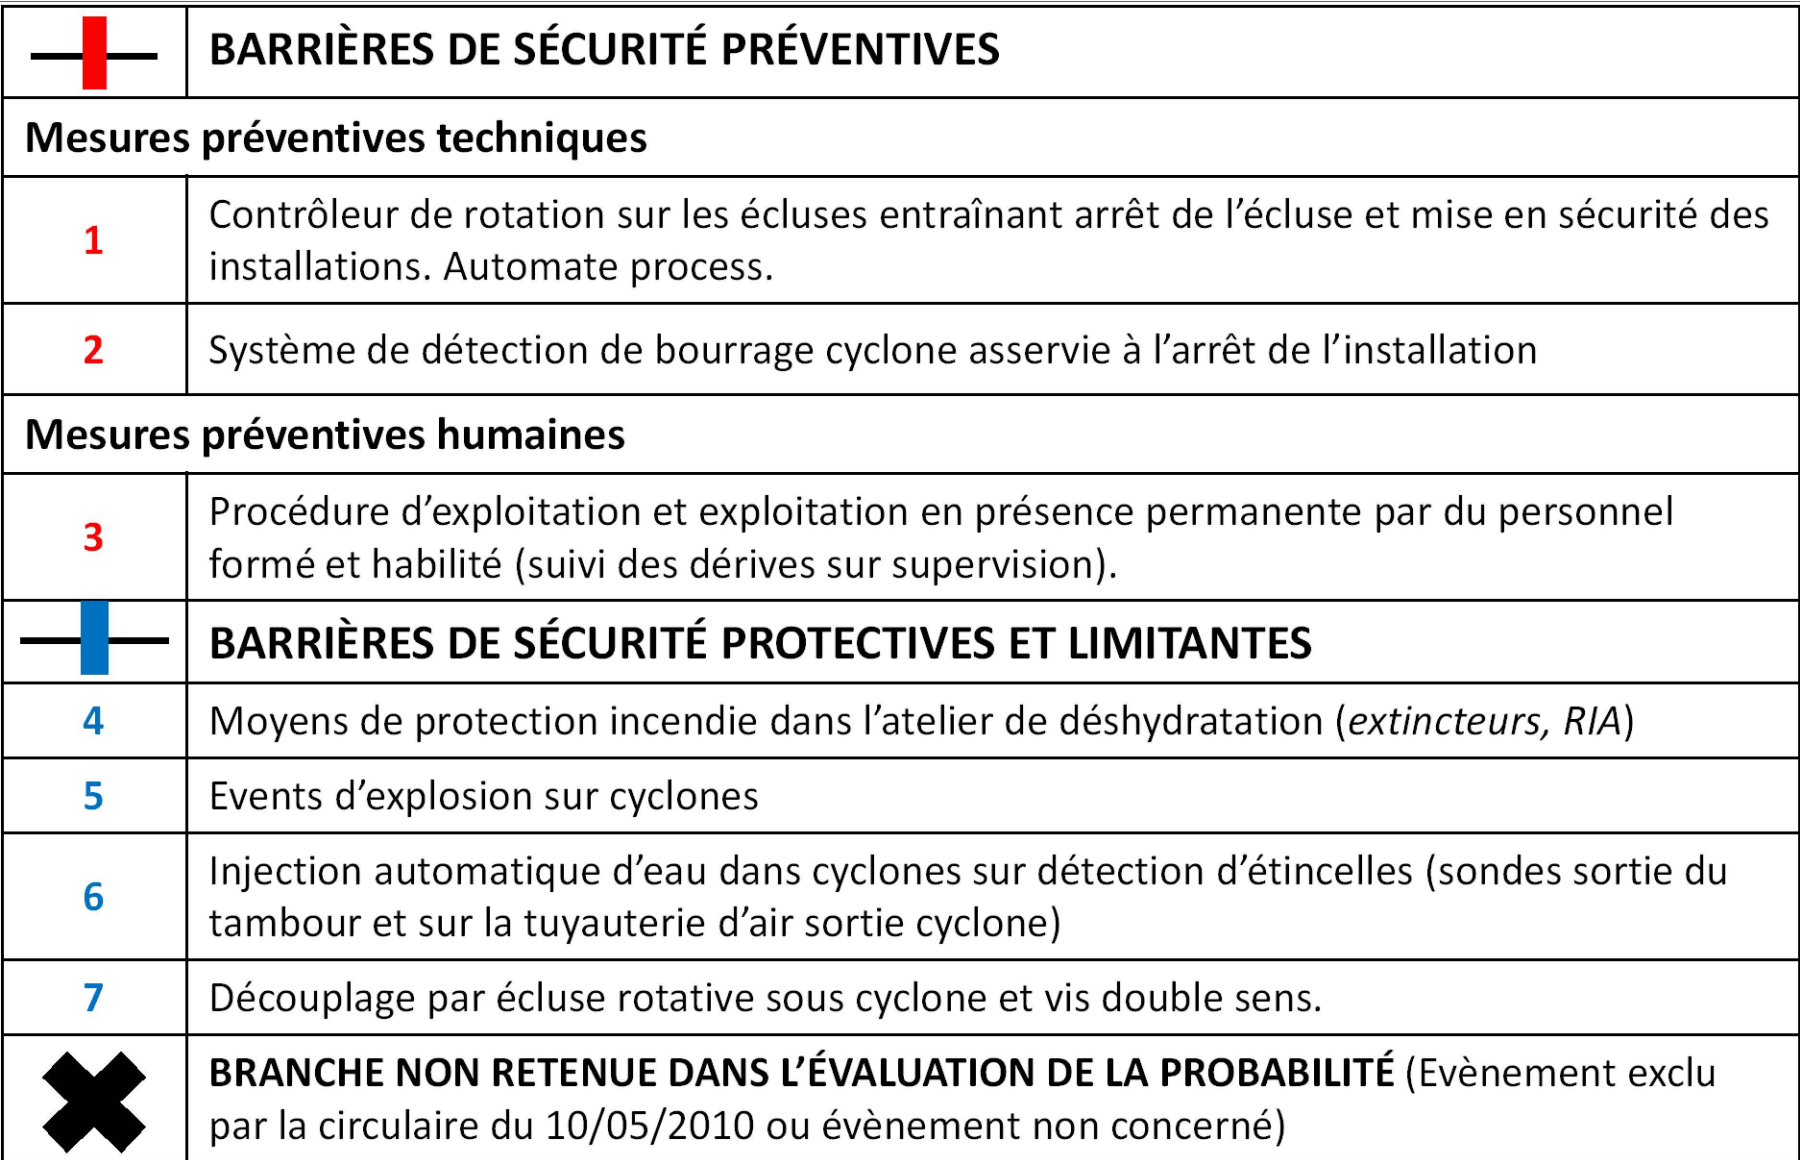 BARRIÈRES DE SÉCURITÉ PRÉVENTIVES
Mesures préventives techniques
1
Contrôleur de rotation sur les écluses entraînant arrêt de l’écluse et mise en sécurité des
installations. Automate process.
2
Système de détection de bourrage cyclone asservie à l’arrêt de l’installation
Mesures préventives humaines
3
Procédure d’exploitation et exploitation en présence permanente par du personnel
formé et habilité (suivi des dérives sur supervision).
BARRIÈRES DE SÉCURITÉ PROTECTIVES ET LIMITANTES
4
Moyens de protection incendie dans l’atelier de déshydratation (extincteurs, RIA)
5
Events d’explosion sur cyclones
6
Injection automatique d’eau dans cyclones sur détection d’étincelles (sondes sortie du
tambour et sur la tuyauterie d’air sortie cyclone)
7
Découplage par écluse rotative sous cyclone et vis double sens.
BRANCHE NON RETENUE DANS L’ÉVALUATION DE LA PROBABILITÉ (Evènement exclu
par la circulaire du 10/05/2010 ou évènement non concerné)